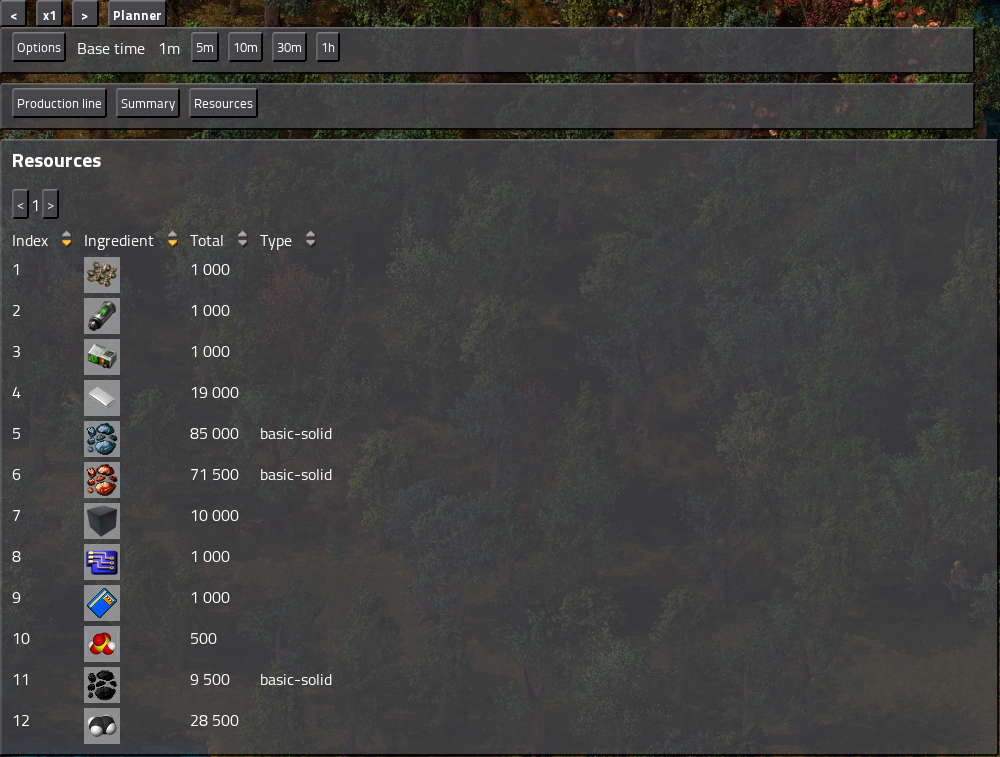 < x1 > Planner
Options Base time 1m 5m 10m 30m 1h
Production line Summary Resources
Resources
< 1 >
Index Ingredient Total Type
1 1 000
2 1 000
3 1 000
4 19 000
5 85 000 basic-solid
6 71 500 basic-solid
7 10 000
8 1 000
9 1 000
10 500
11 9 500 basic-solid
12 28 500